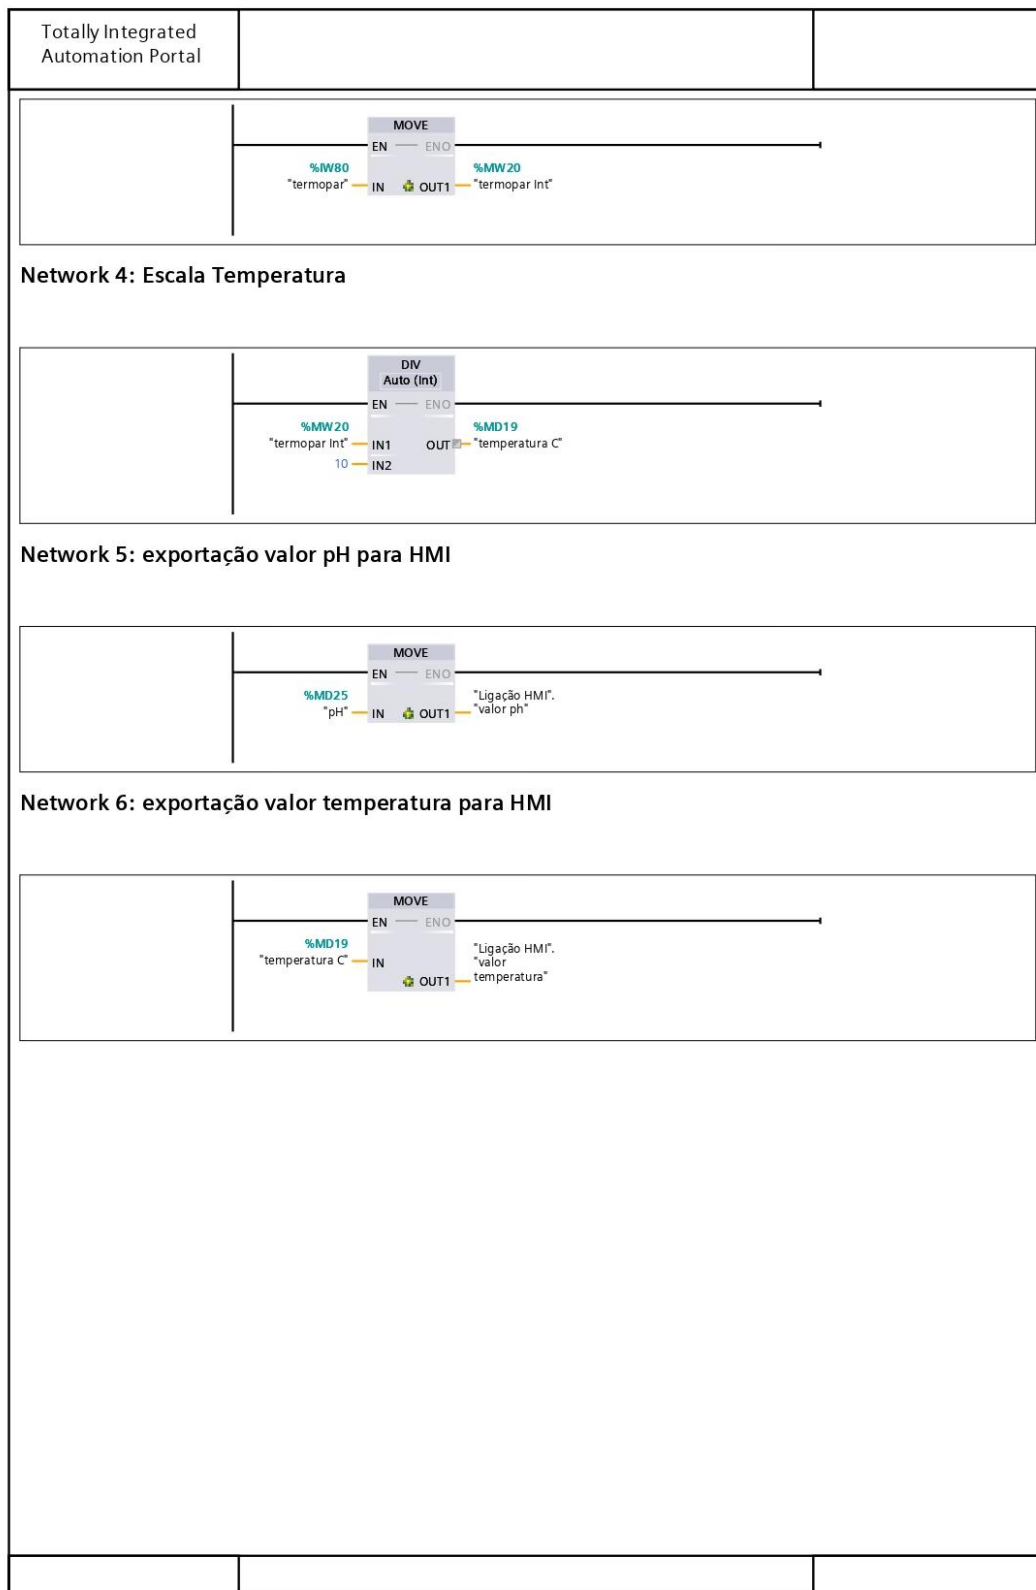 Totally Integrated
Automation Portal
MOVE
EN ENO
%IW80 %MW20
"termopar" IN OUT1 "termopar Int"
Network 4: Escala Temperatura
DIV
Auto (Int)
EN ENO
%MW20 %MD19
"termopar Int" IN1 OUT "temperatura C"
10 IN2
Network 5: exportação valor pH para HMI
MOVE
EN ENO
%MD25 "Ligação HMI".
"pH" IN OUT1 "valor ph"
Network 6: exportação valor temperatura para HMI
MOVE
EN ENO
%MD19 "Ligação HMI".
"temperatura C" IN "valor
OUT1 temperatura"